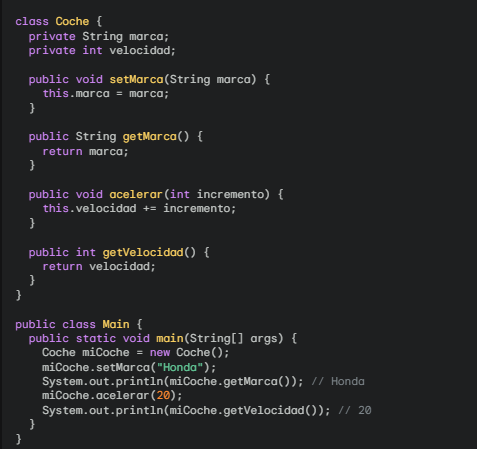 class Coche {
  private String marca;
  private int velocidad;

  public void setMarca(String marca) {
    this.marca = marca;
  }

  public String getMarca() {
    return marca;
  }

  public void acelerar(int incremento) {
    this.velocidad += incremento;
  }

  public int getVelocidad() {
    return velocidad;
  }
}

public class Main {
  public static void main(String[] args) {
    Coche miCoche = new Coche();
    miCoche.setMarca("Honda");
    System.out.println(miCoche.getMarca()); // Honda
    miCoche.acelerar(20);
    System.out.println(miCoche.getVelocidad()); // 20
  }
}